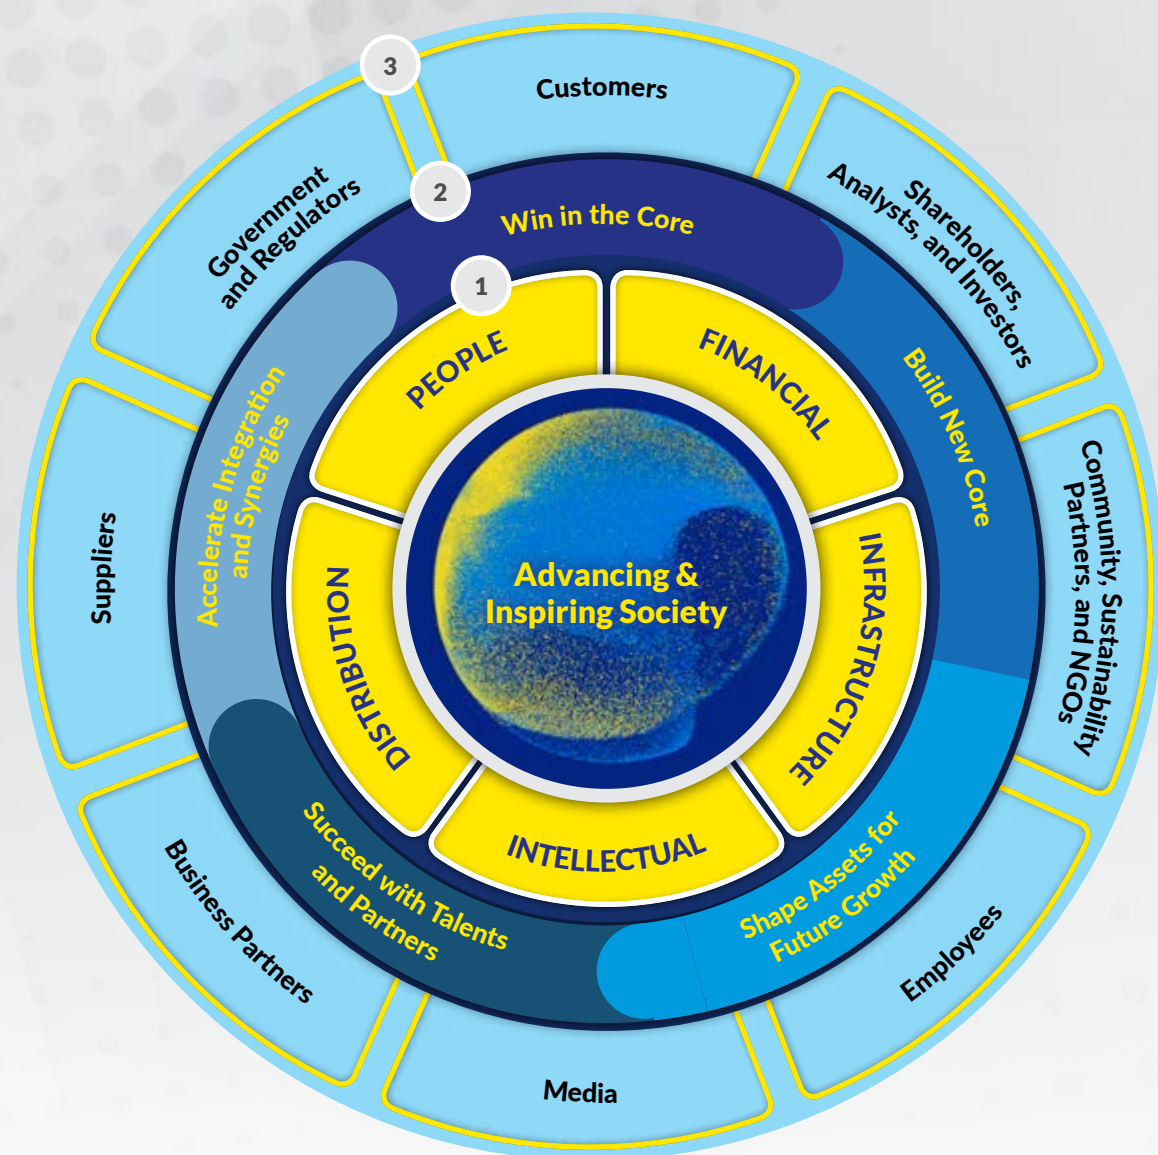 3
Customers
Government
and Regulators
Shareholders,
Analysts, and Investors
2
Win in the Core
1
PEOPLE
FINANCIAL
Build New Core
Accelerate Integration
and Synergies
Community, Sustainability
Partners, and NGOs
Suppliers
Advancing &
Inspiring Society
DISTRIBUTION
INFRASTRUCTURE
INTELLECTUAL
Succeed with Talents
and Partners
Shape Assets for
Future Growth
Business Partners
Employees
Media